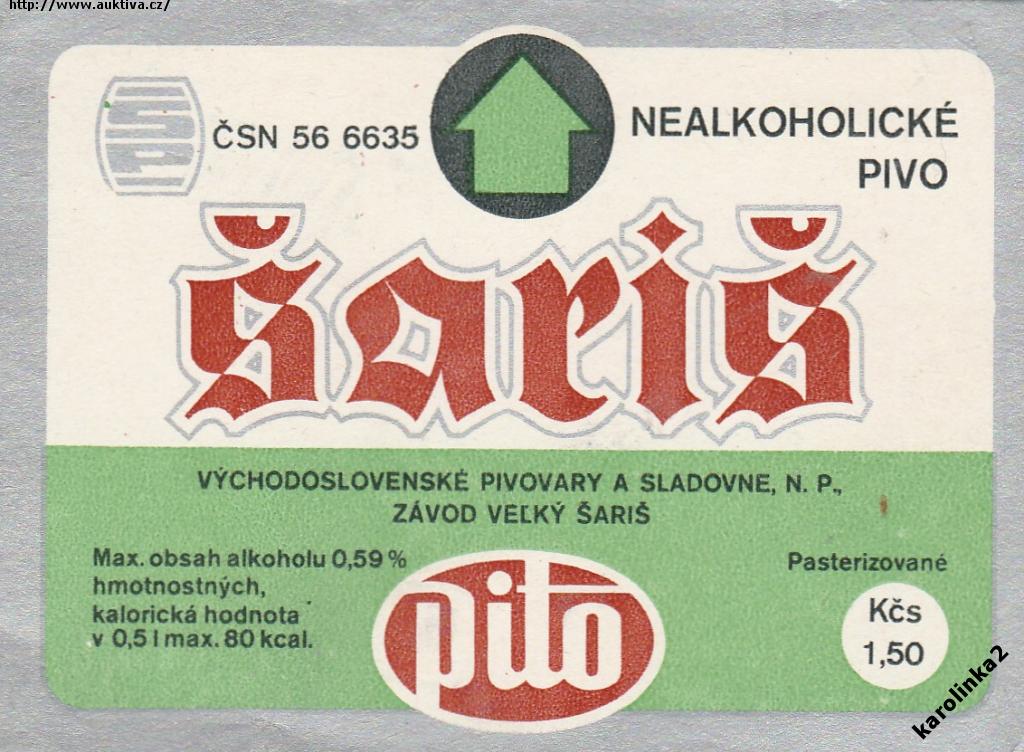 http://www.auktiva.cz/
ČSN 56 6635
NEALKOHOLICKÉ
PIVO
šariš
VÝCHODOSLOVENSKÉ PIVOVARY A SLADOVNE, N. P.,
ZÁVOD VEĽKÝ ŠARIŠ
Max. obsah alkoholu 0,59 %
hmotnostných,
kalorická hodnota
v 0,5 l max. 80 kcal.
pito
Pasterizované
Kčs
1,50
karolinka2